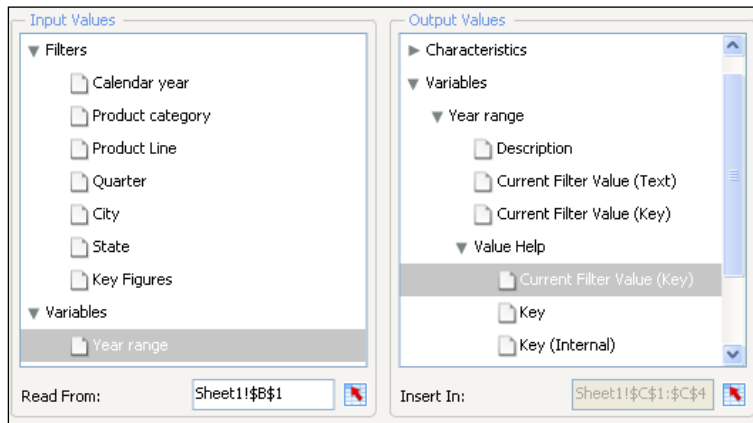 Input Values
Filters
Calendar year
Product category
Product Line
Quarter
City
State
Key Figures
Variables
Year range
Read From:
Sheet1!$B$1
Output Values
Characteristics
Variables
Year range
Description
Current Filter Value (Text)
Current Filter Value (Key)
Value Help
Current Filter Value (Key)
Key
Key (Internal)
Insert In:
Sheet1!$C$1:$C$4